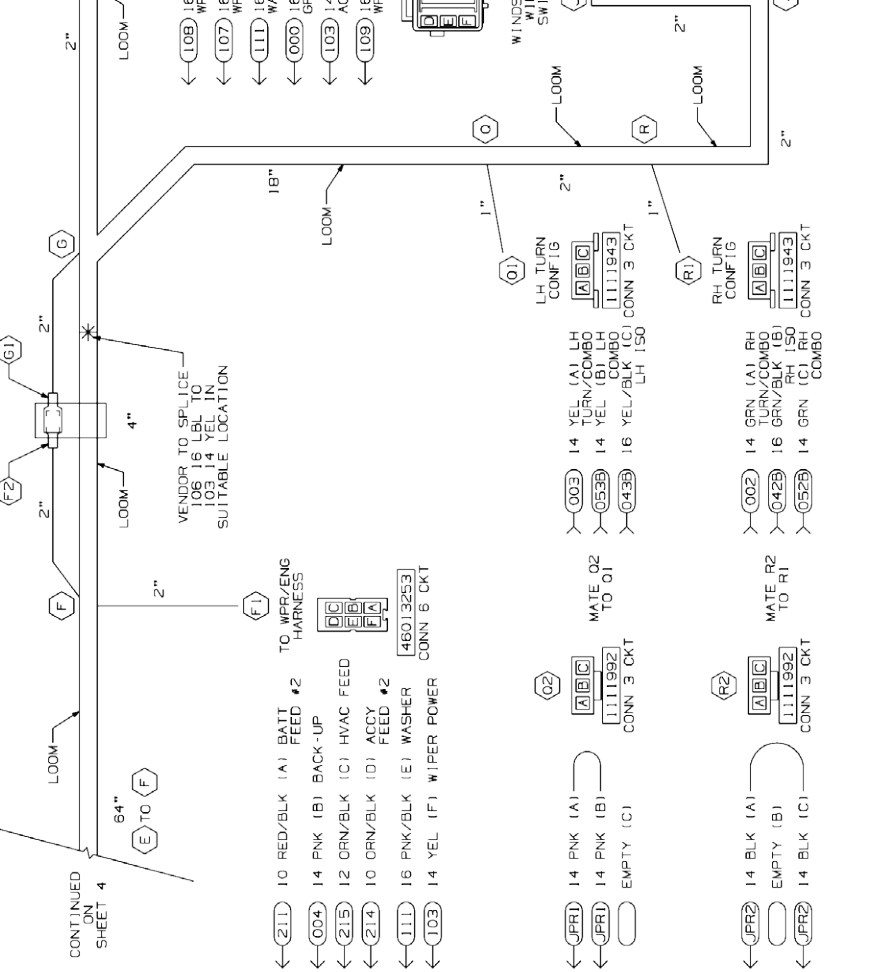 CONTINUED
ON
SHEET 4
64"
E TO F
LOOM
F
2"
F2
G1
2"
4"
LOOM
G
2"
LOOM
VENDOR TO SPLICE
106 16 LBL TO
103 14 YEL IN
SUITABLE LOCATION
2"
F1
TO WPR/ENG
HARNESS
D C
E B
F A
46013253
CONN 6 CKT
211 10 RED/BLK (A) BATT
FEED #2
004 14 PNK (B) BACK-UP
215 12 ORN/BLK (C) HVAC FEED
214 10 ORN/BLK (D) ACCY
FEED #2
111 16 PNK/BLK (E) WASHER
103 14 YEL (F) WIPER POWER
108
107
111
000
103
109
D E F
18"
LOOM
Q
LOOM
2"
R
LOOM
2"
2"
1"
1"
Q1
LH TURN
CONFIG
A B C
1111943
CONN 3 CKT
003 14 YEL (A) LH
TURN/COMBO
053B 14 YEL (B) LH
COMBO
043B 16 YEL/BLK (C)
LH ISO
R1
RH TURN
CONFIG
A B C
1111943
CONN 3 CKT
002 14 GRN (A) RH
TURN/COMBO
042B 16 GRN/BLK (B)
RH ISO
052B 14 GRN (C) RH
COMBO
MATE Q2
TO Q1
MATE R2
TO R1
Q2
A B C
1111992
CONN 3 CKT
JPR1 14 PNK (A)
JPR1 14 PNK (B)
EMPTY (C)
R2
A B C
1111992
CONN 3 CKT
JPR2 14 BLK (A)
EMPTY (B)
JPR2 14 BLK (C)